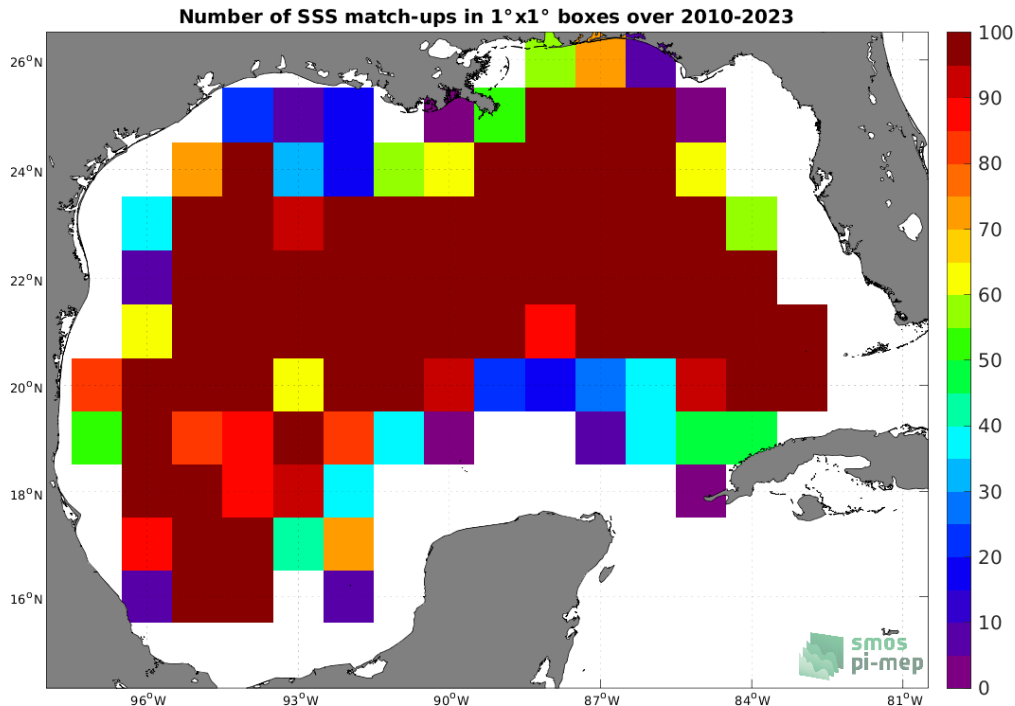 Number of SSS match-ups in 1°x1° boxes over 2010-2023
26°N
24°N
22°N
20°N
18°N
16°N
96°W
93°W
90°W
87°W
84°W
81°W
100
90
80
70
60
50
40
30
20
10
0
smos
pi-mep